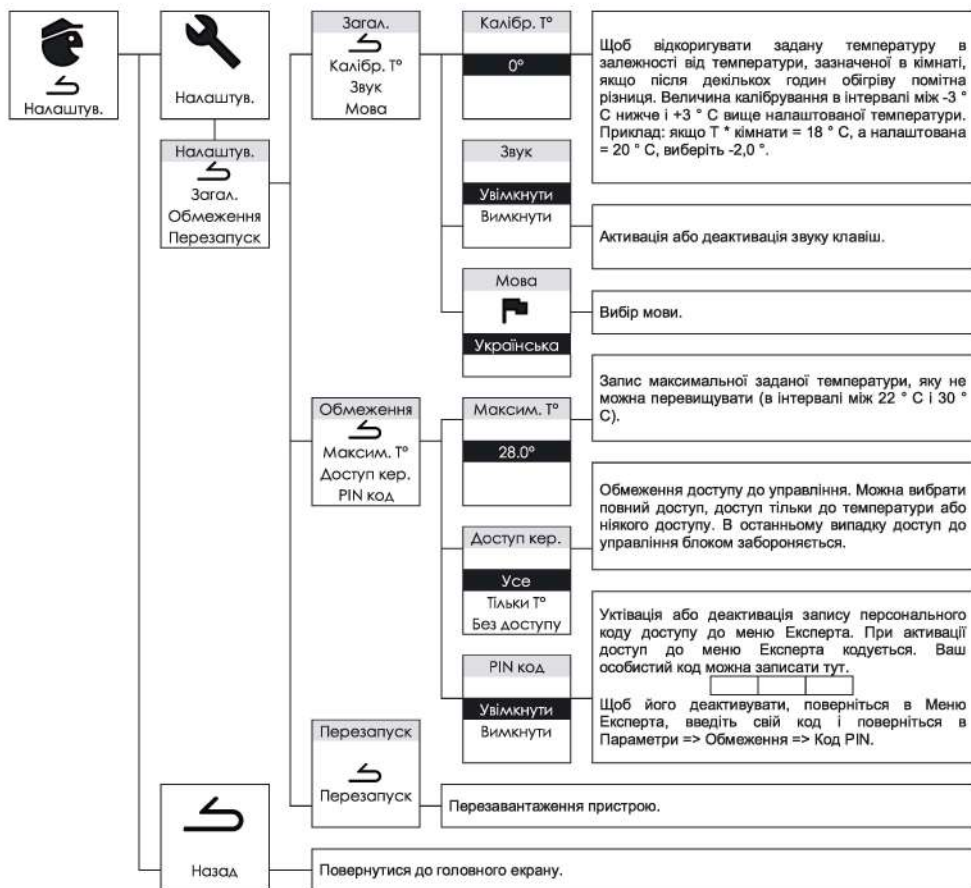 Налаштув.
Налаштув.
Налаштув.
Загал.
Обмеження
Перезапуск
Загал.
Калібр. Т°
Звук
Мова
Калібр. Т°
0°
Щоб відкоригувати задану температуру в
залежності від температури, зазначеної в кімнаті,
якщо після декількох годин обігріву помітна
різниця. Величина калібрування в інтервалі між -3 °
С нижче і +3 ° С вище налаштованої температури.
Приклад: якщо Т * кімнати = 18 ° С, а налаштована
= 20 ° С, виберіть -2,0 °.
Звук
Увімкнути
Вимкнути
Активація або деактивація звуку клавіш.
Мова
Українська
Вибір мови.
Обмеження
Максим. Т°
Доступ кер.
PIN код
Максим. Т°
28.0°
Запис максимальної заданої температури, яку не
можна перевищувати (в інтервалі між 22 ° С і 30 °
С).
Доступ кер.
Усе
Тільки Т°
Без доступу
Обмеження доступу до управління. Можна вибрати
повний доступ, доступ тільки до температури або
ніякого доступу. В останньому випадку доступ до
управління блоком забороняється.
PIN код
Увімкнути
Вимкнути
Уктівація або деактивація запису персонального
коду доступу до меню Експерта. При активації
доступ до меню Експерта кодується. Ваш
особистий код можна записати тут.
Щоб його деактивувати, поверніться в Меню
Експерта, введіть свій код і поверніться в
Параметри => Обмеження => Код PIN.
Перезапуск
Перезапуск
Перезавантаження пристрою.
Назад
Повернутися до головного екрану.